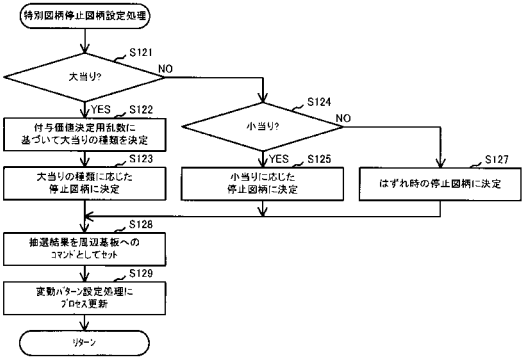 特別図柄停止図柄設定処理
S121
大当り?
NO
YES
S122
付与価値決定用乱数に
基づいて大当りの種類を決定
S123
大当りの種類に応じた
停止図柄に決定
S124
小当り?
NO
YES
S125
小当りに応じた
停止図柄に決定
S127
はずれ時の停止図柄に決定
S128
抽選結果を周辺基板への
コマンドとしてセット
S129
変動パターン設定処理に
プロセス更新
リターン